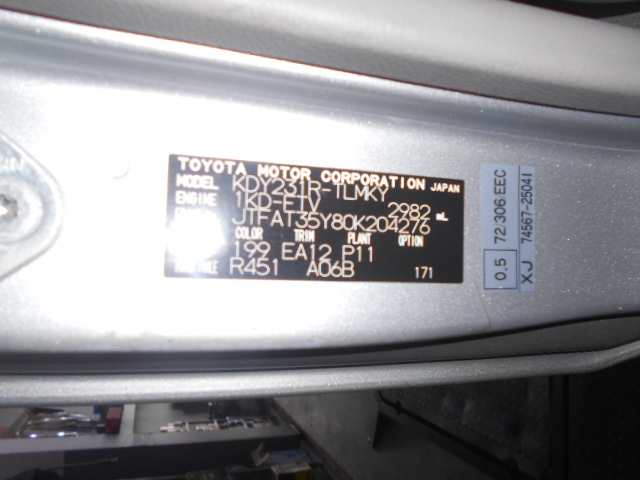 TOYOTA MOTOR CORPORATION JAPAN
MODEL KDY231R-TLMKY
ENGINE 1KD-FTV 2982 mL
JTFAT35Y80K204276
COLOR TRIM PLANT OPTION
199 EA12 P11
R451 A06B 171
0.5 72/306.EEC
XJ 74567-25041